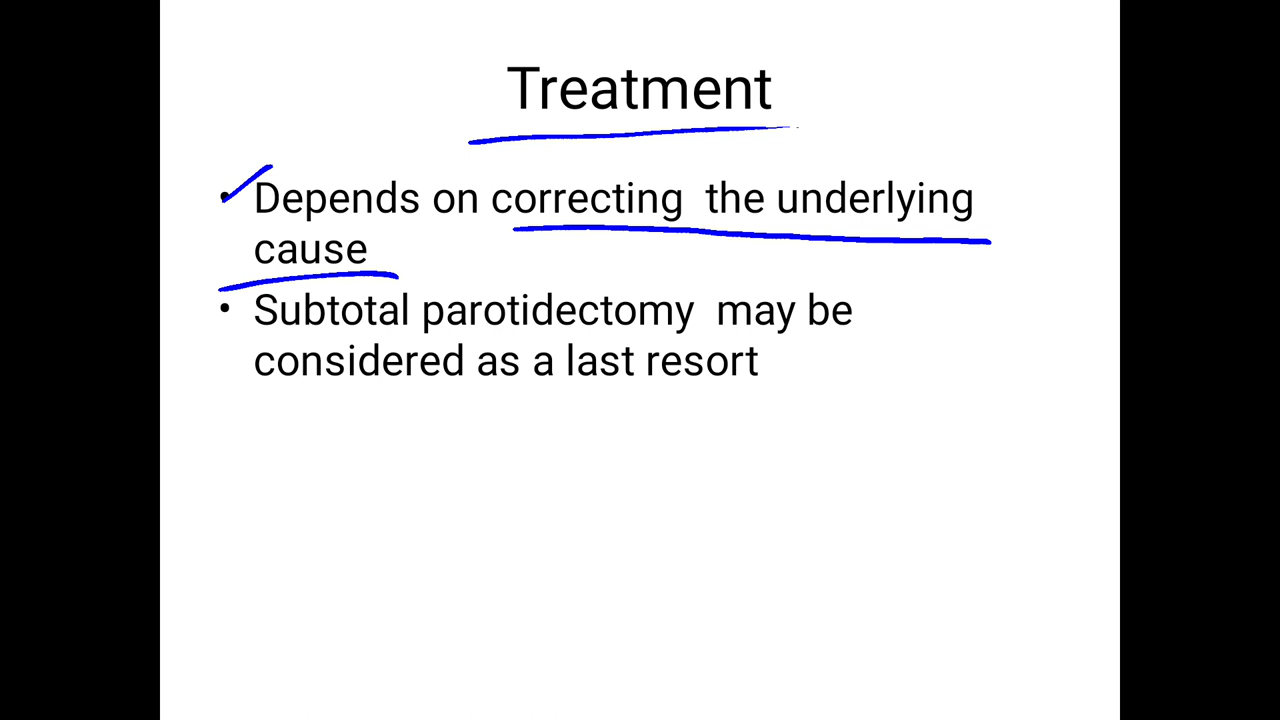 Treatment
• Depends on correcting  the underlying
cause
• Subtotal parotidectomy  may be
considered as a last resort